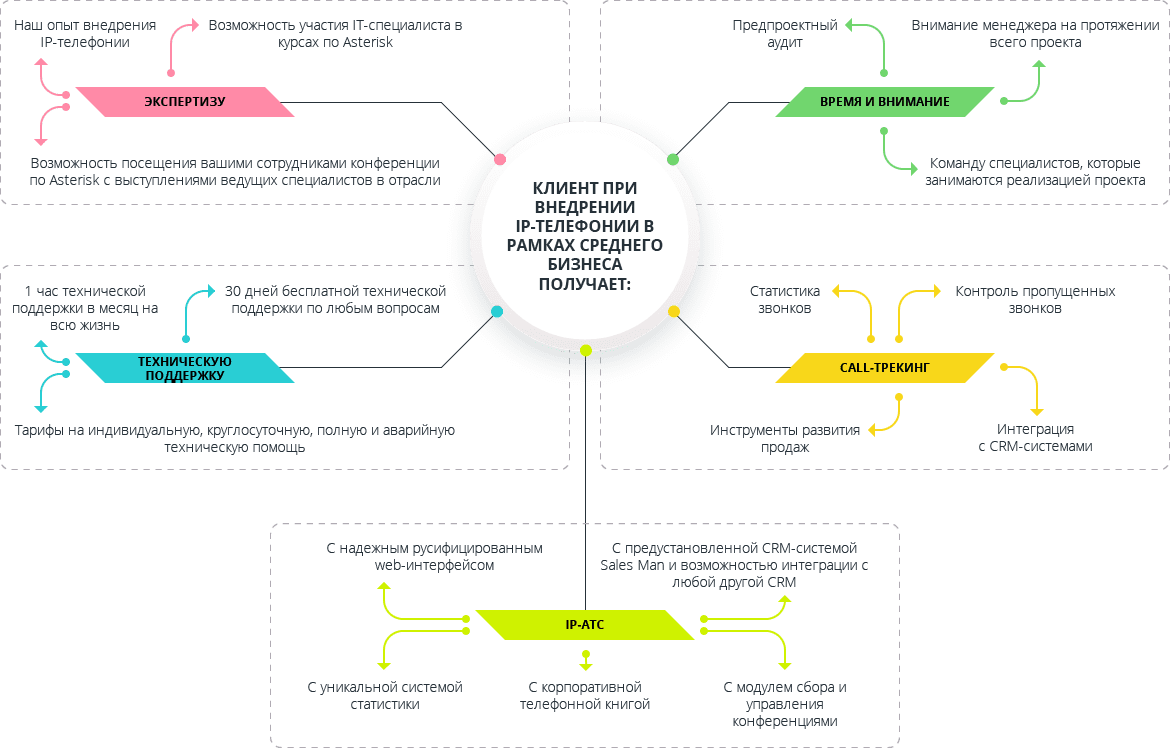 Наш опыт внедрения
IP-телефонии
Возможность участия IT-специалиста в
курсах по Asterisk
ЭКСПЕРТИЗУ
Возможность посещения вашими сотрудниками конференции
по Asterisk с выступлениями ведущих специалистов в отрасли
Предпроектный
аудит
Внимание менеджера на протяжении
всего проекта
ВРЕМЯ И ВНИМАНИЕ
Команду специалистов, которые
занимаются реализацией проекта
КЛИЕНТ ПРИ
ВНЕДРЕНИИ
IP-ТЕЛЕФОНИИ В
РАМКАХ СРЕДНЕГО
БИЗНЕСА
ПОЛУЧАЕТ:
1 час технической
поддержки в месяц на
всю жизнь
30 дней бесплатной технической
поддержки по любым вопросам
ТЕХНИЧЕСКУЮ
ПОДДЕРЖКУ
Тарифы на индивидуальную, круглосуточную, полную и аварийную
техническую помощь
Статистика
звонков
Контроль пропущенных
звонков
CALL-ТРЕКИНГ
Инструменты развития
продаж
Интеграция
с CRM-системами
С надежным русифицированным
web-интерфейсом
С предустановленной CRM-системой
Sales Man и возможностью интеграции с
любой другой CRM
IP-АТС
С уникальной системой
статистики
С корпоративной
телефонной книгой
С модулем сбора и
управления
конференциями